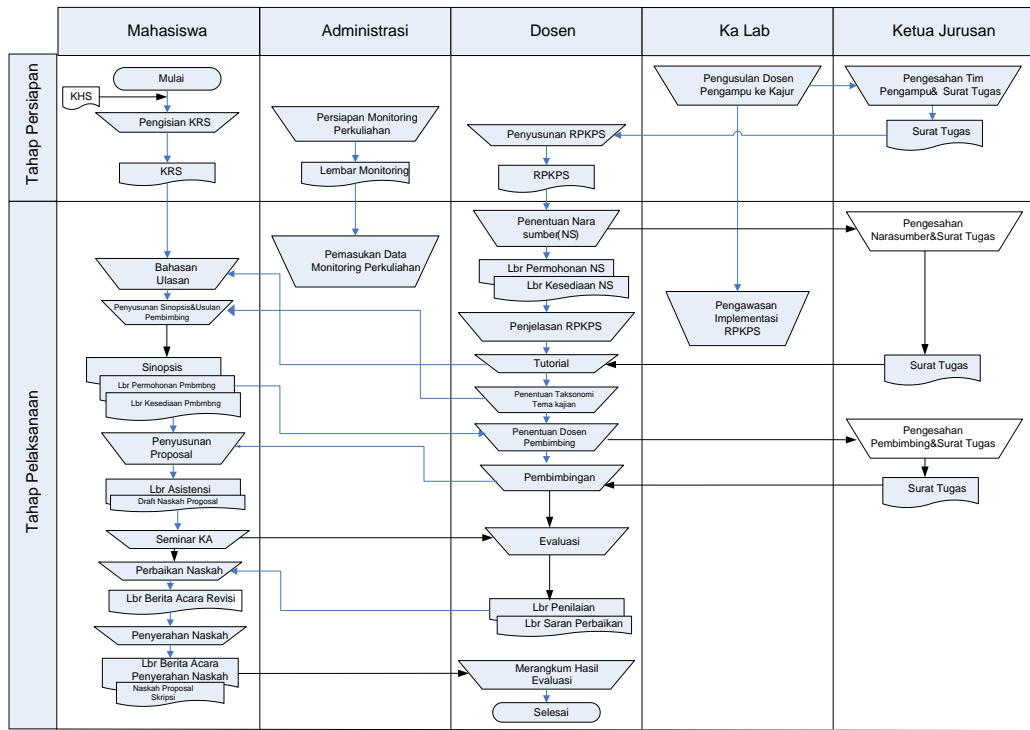 Mahasiswa
Administrasi
Dosen
Ka Lab
Ketua Jurusan
Tahap Persiapan
Mulai
KHS
Pengisian KRS
KRS
Persiapan Monitoring
Perkuliahan
Lembar Monitoring
Penyusunan RPKPS
RPKPS
Pengusulan Dosen
Pengampu ke Kajur
Pengesahan Tim
Pengampu& Surat Tugas
Surat Tugas
Tahap Pelaksanaan
Bahasan
Ulasan
Penyusunan Sinopsis&Usulan
Pembimbing
Sinopsis
Lbr Permohonan Pmbmbng
Lbr Kesediaan Pmbmbng
Penyusunan
Proposal
Lbr Asistensi
Draft Naskah Proposal
Seminar KA
Perbaikan Naskah
Lbr Berita Acara Revisi
Penyerahan Naskah
Lbr Berita Acara
Penyerahan Naskah
Naskah Proposal
Skripsi
Pemasukan Data
Monitoring Perkuliahan
Penentuan Nara
sumber(NS)
Lbr Permohonan NS
Lbr Kesediaan NS
Penjelasan RPKPS
Tutorial
Penentuan Taksonomi
Tema kajian
Penentuan Dosen
Pembimbing
Pembimbingan
Evaluasi
Lbr Penilaian
Lbr Saran Perbaikan
Merangkum Hasil
Evaluasi
Selesai
Pengawasan
Implementasi
RPKPS
Pengesahan
Narasumber&Surat Tugas
Surat Tugas
Pengesahan
Pembimbing&Surat Tugas
Surat Tugas